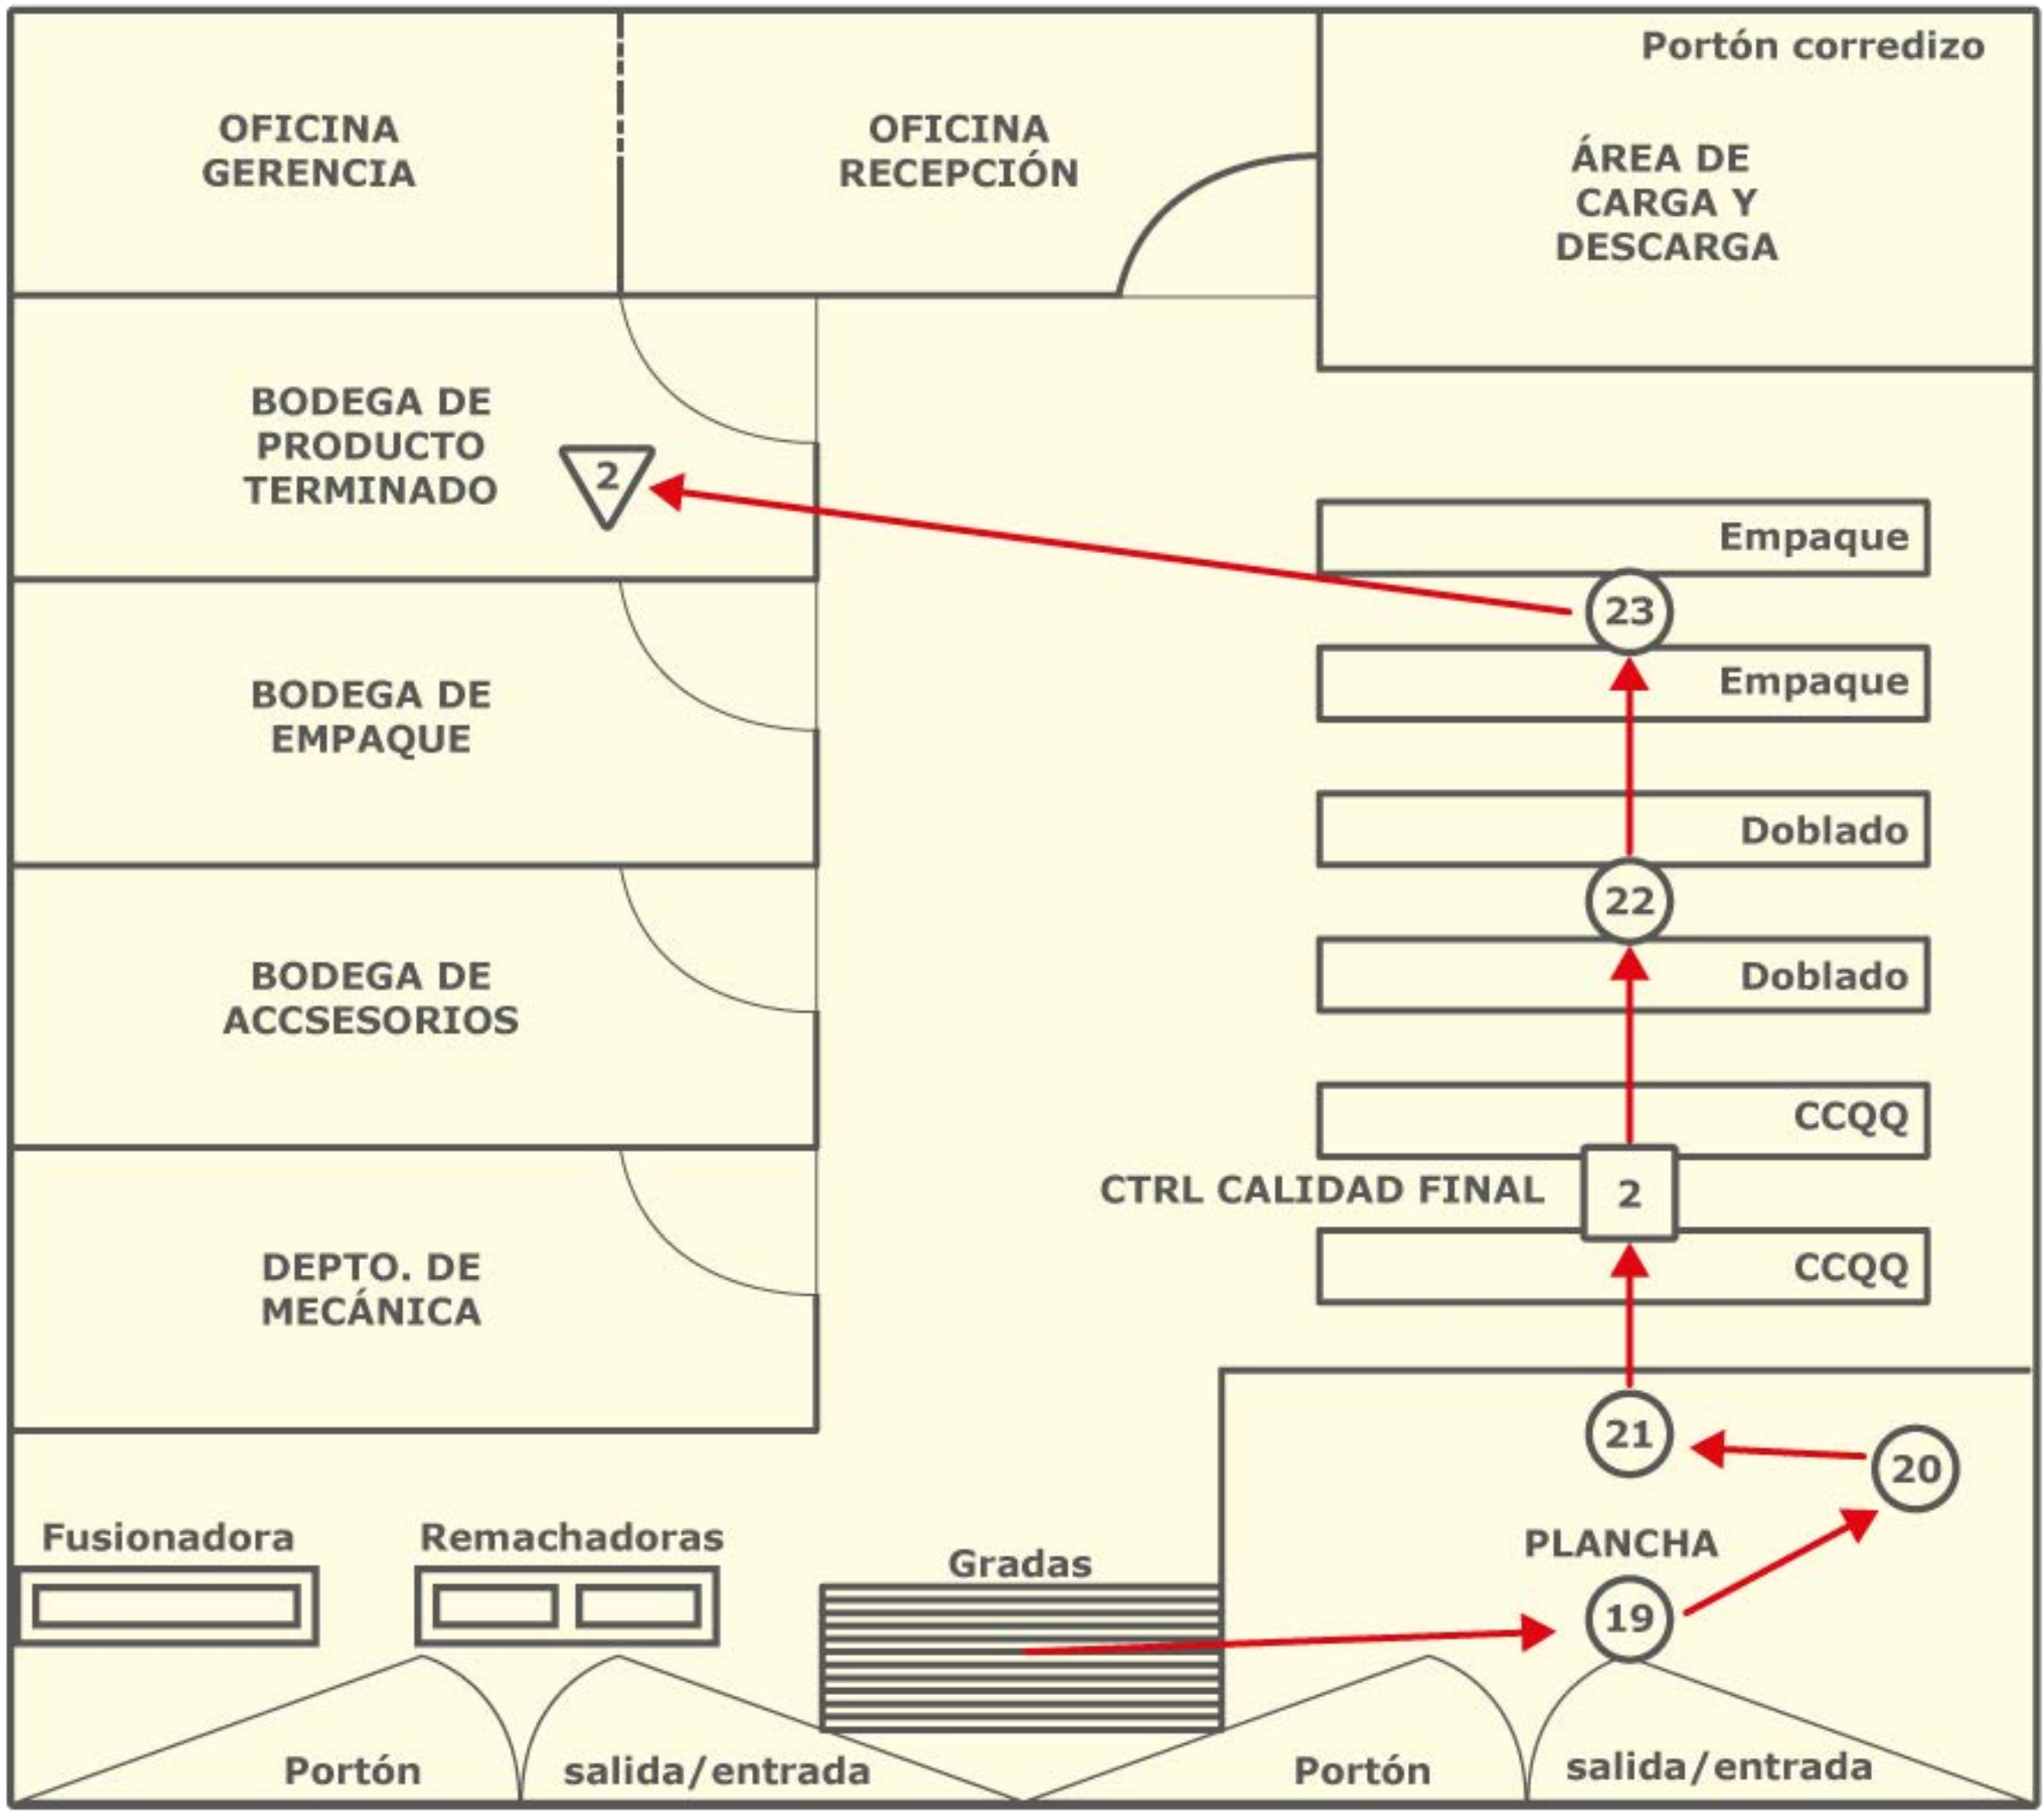 Portón corredizo
OFICINA
GERENCIA
OFICINA
RECEPCIÓN
ÁREA DE
CARGA Y
DESCARGA
BODEGA DE
PRODUCTO
TERMINADO
2
Empaque
23
Empaque
BODEGA DE
EMPAQUE
Doblado
22
Doblado
BODEGA DE
ACCSESORIOS
CCQQ
CTRL CALIDAD FINAL
2
CCQQ
DEPTO. DE
MECÁNICA
21
20
PLANCHA
19
Fusionadora
Remachadoras
Gradas
Portón
salida/entrada
Portón
salida/entrada